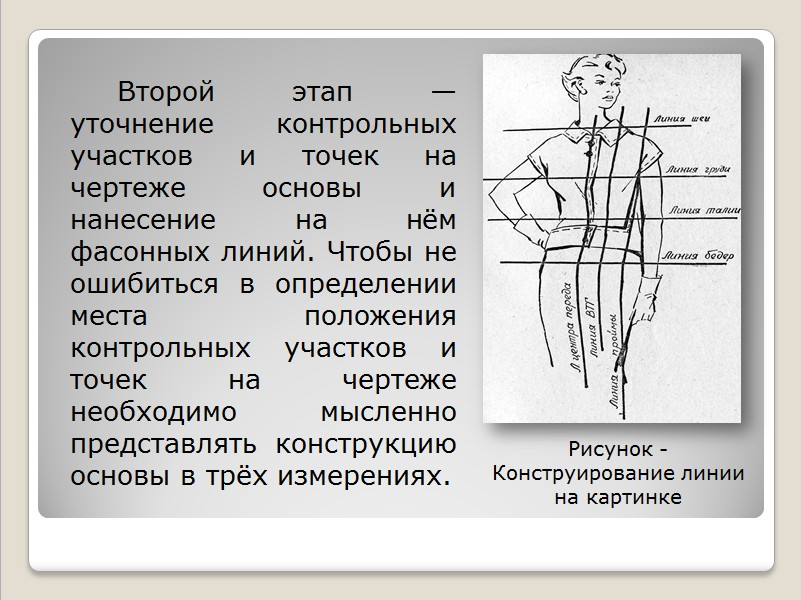 Второй этап —
уточнение контрольных
участков и точек на
чертеже основы и
нанесение на нём
фасонных линий. Чтобы не
ошибиться в определении
места положения
контрольных участков и
точек на чертеже
необходимо мысленно
представлять конструкцию
основы в трёх измерениях.
Линия шеи
Линия груди
Линия талии
Линия бедер
Л центра переда
Линия ВТГ
Линия проймы
Рисунок -
Конструирование линии
на картинке